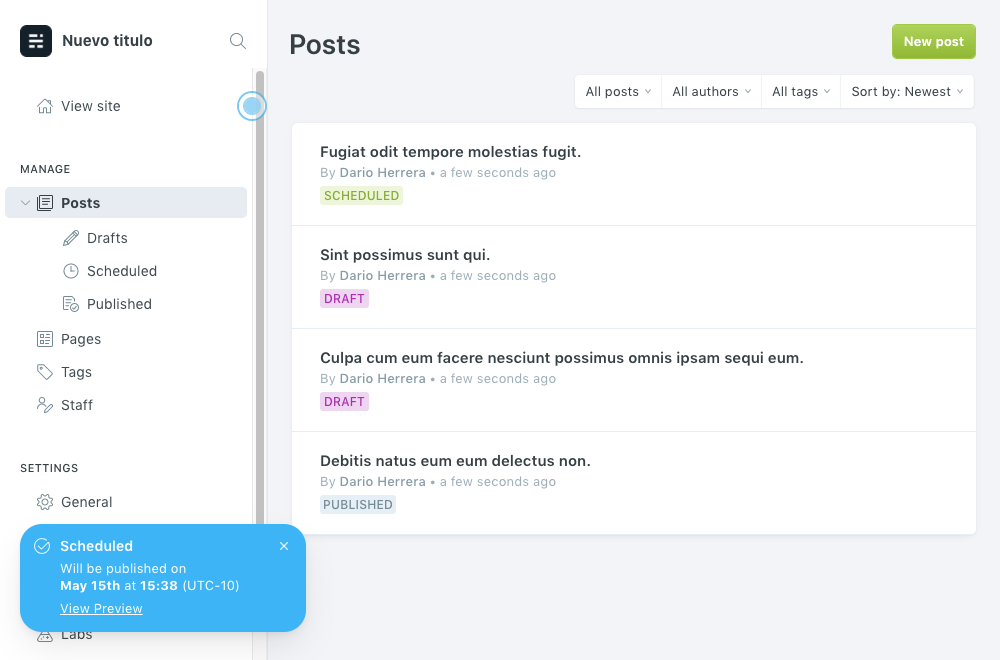 Nuevo titulo
View site
MANAGE
Posts
Drafts
Scheduled
Published
Pages
Tags
Staff
SETTINGS
General
Labs
Scheduled
Will be published on
May 15th at 15:38 (UTC-10)
View Preview
Posts
New post
All posts
All authors
All tags
Sort by: Newest
Fugiat odit tempore molestias fugit.
By Dario Herrera • a few seconds ago
SCHEDULED
Sint possimus sunt qui.
By Dario Herrera • a few seconds ago
DRAFT
Culpa cum eum facere nesciunt possimus omnis ipsam sequi eum.
By Dario Herrera • a few seconds ago
DRAFT
Debitis natus eum eum delectus non.
By Dario Herrera • a few seconds ago
PUBLISHED